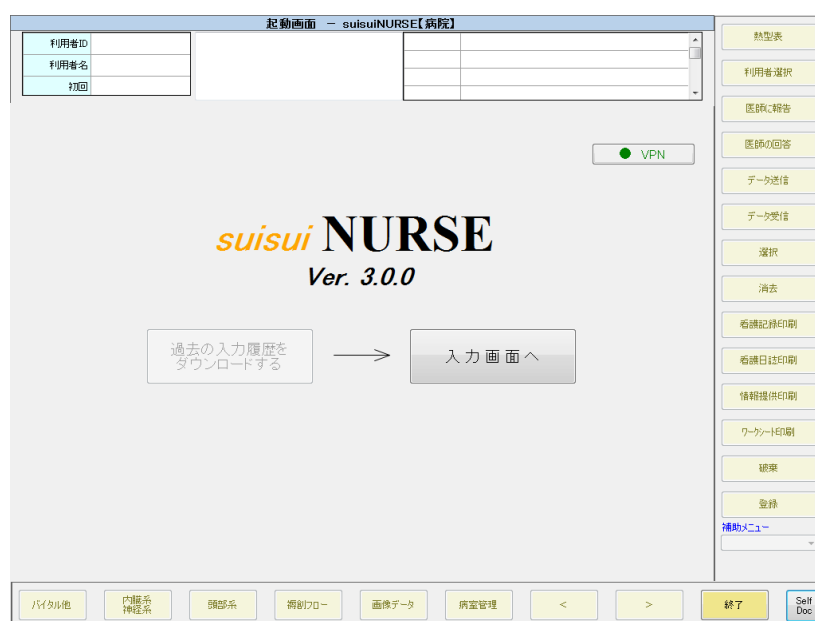 起動画面 － suisuiNURSE【病院】
利用者ID
利用者名
初回
VPN
suisui NURSE
Ver. 3.0.0
過去の入力履歴を
ダウンロードする
入力画面へ
熱型表
利用者選択
医師に報告
医師の回答
データ送信
データ受信
選択
消去
看護記録印刷
看護日誌印刷
情報提供印刷
ワークシート印刷
破棄
登録
補助メニュー
バイタル他
内臓系
神経系
頭部系
褥創フロー
画像データ
病室管理
<
>
終了
Self
Doc